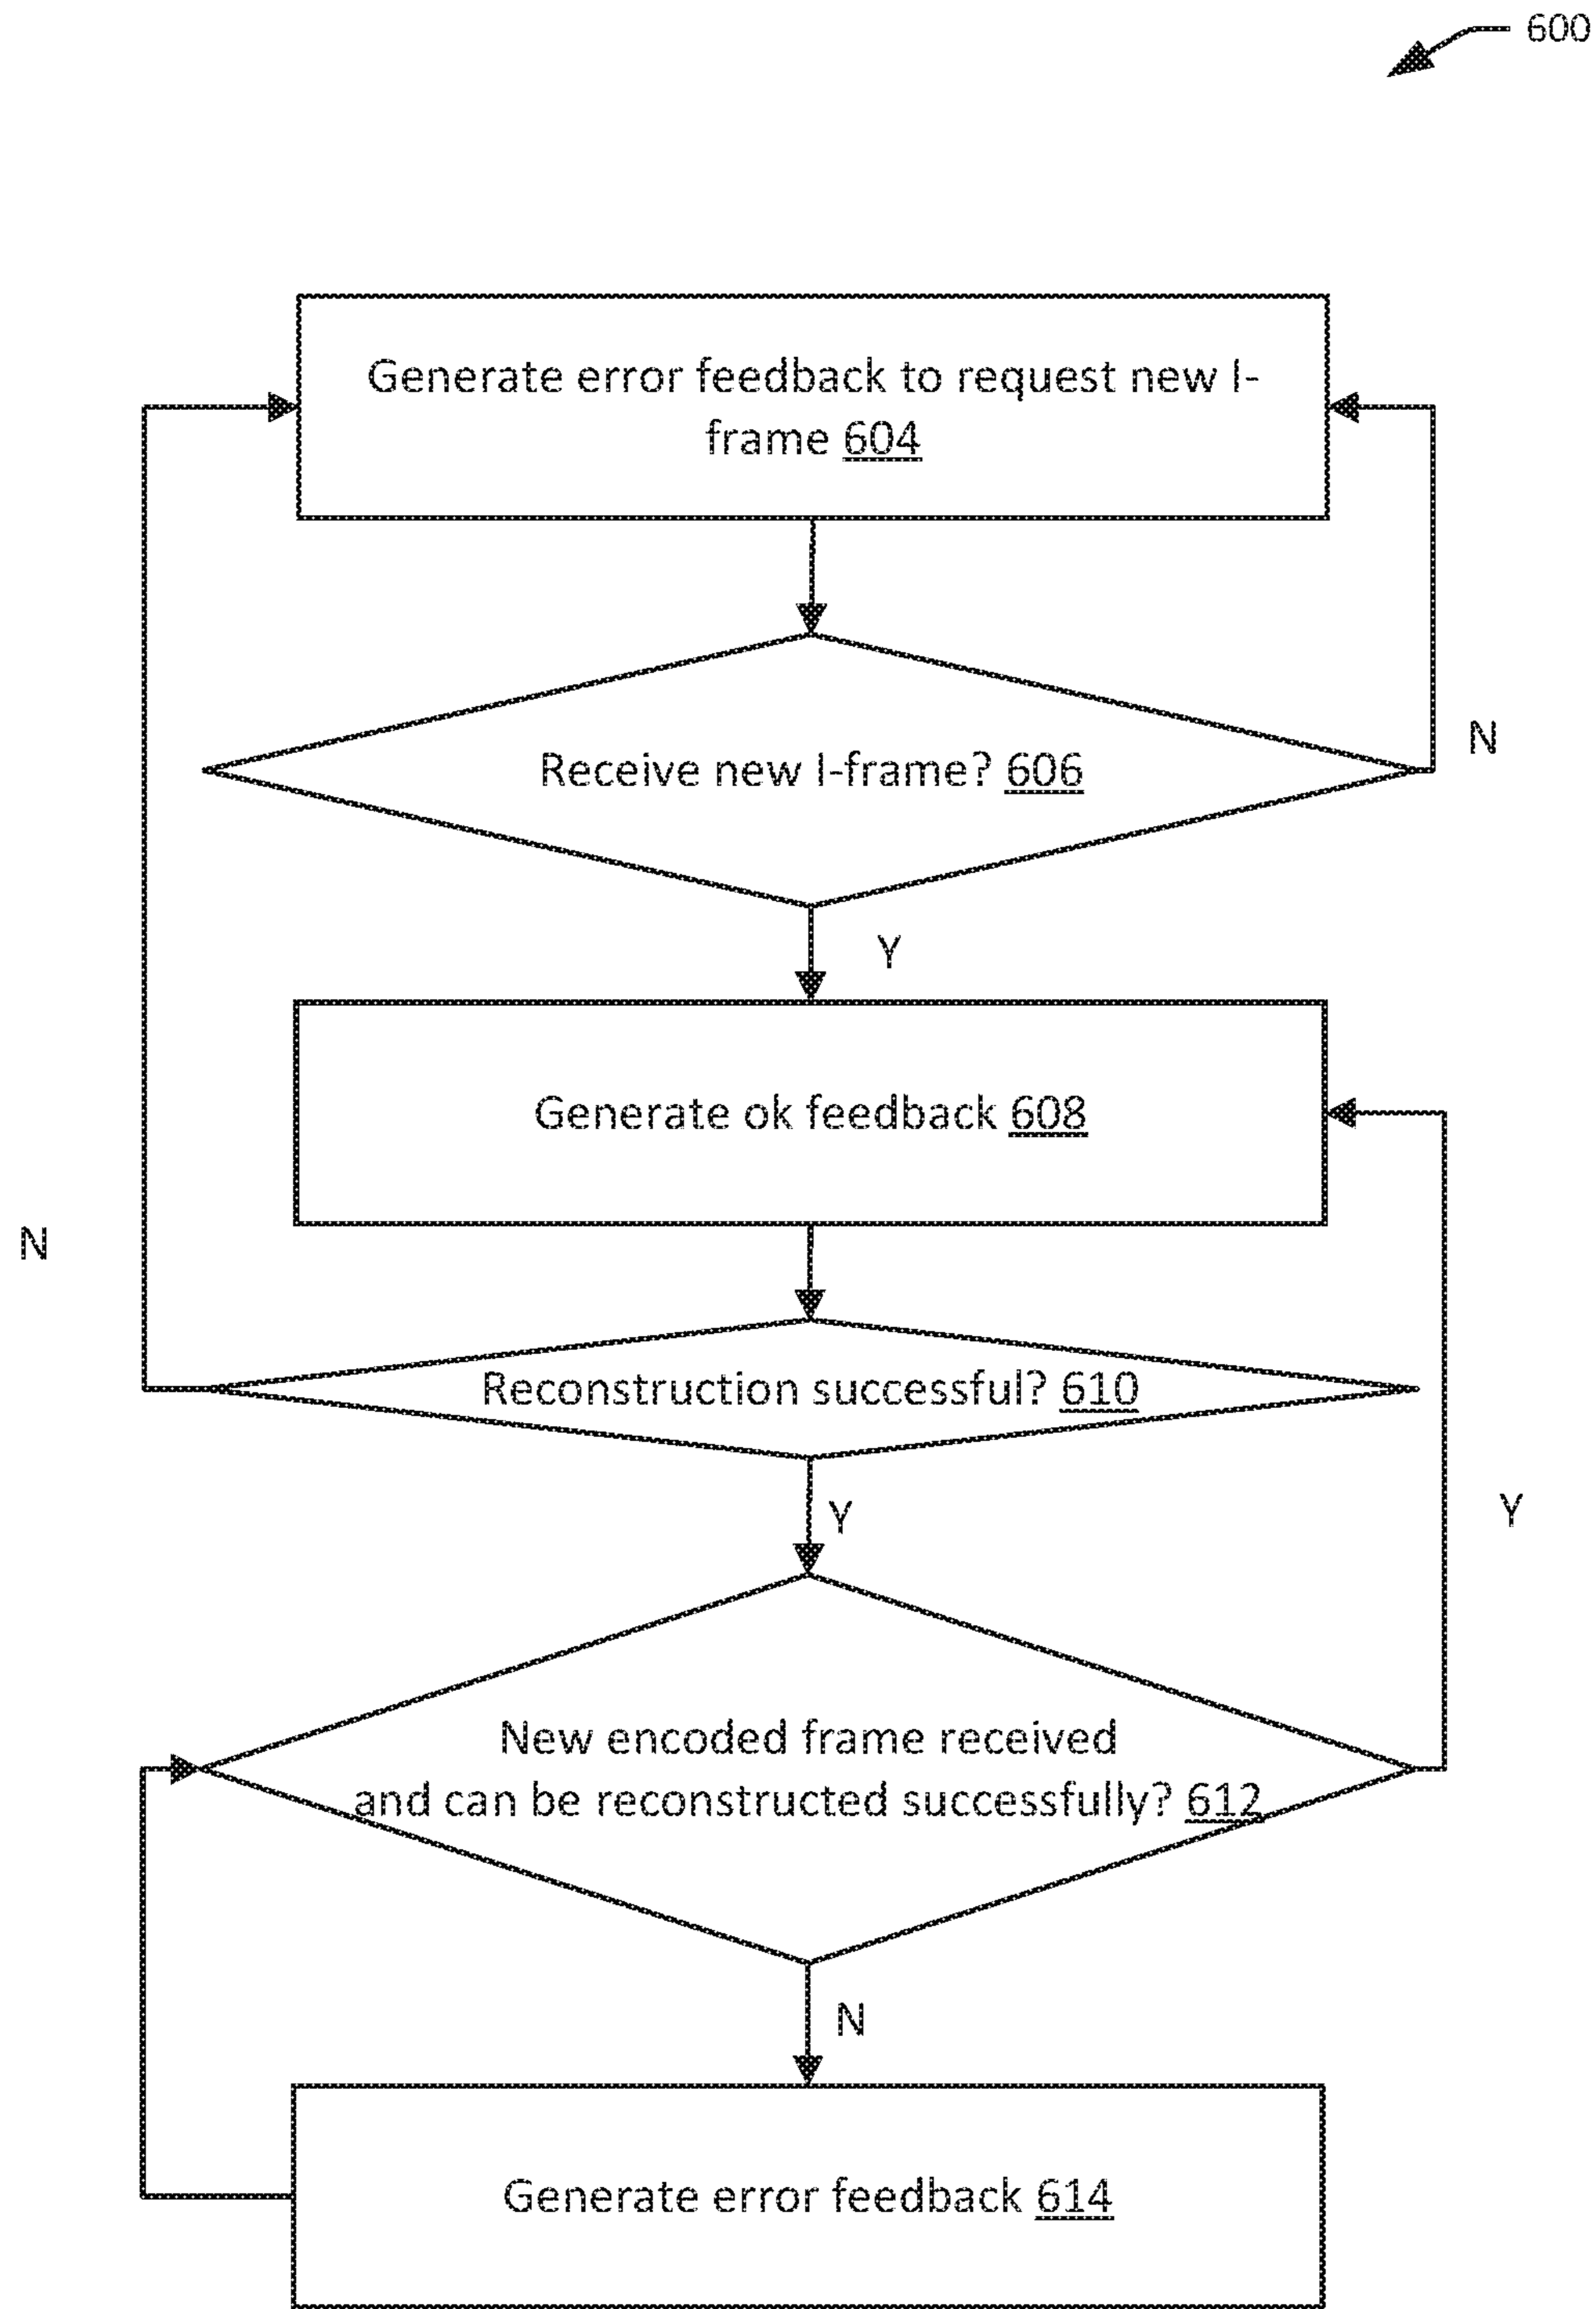 600
Generate error feedback to request new I-
frame 604
Receive new I-frame? 606
N
Y
Generate ok feedback 608
N
Reconstruction successful? 610
Y
Y
New encoded frame received
and can be reconstructed successfully? 612
N
Generate error feedback 614